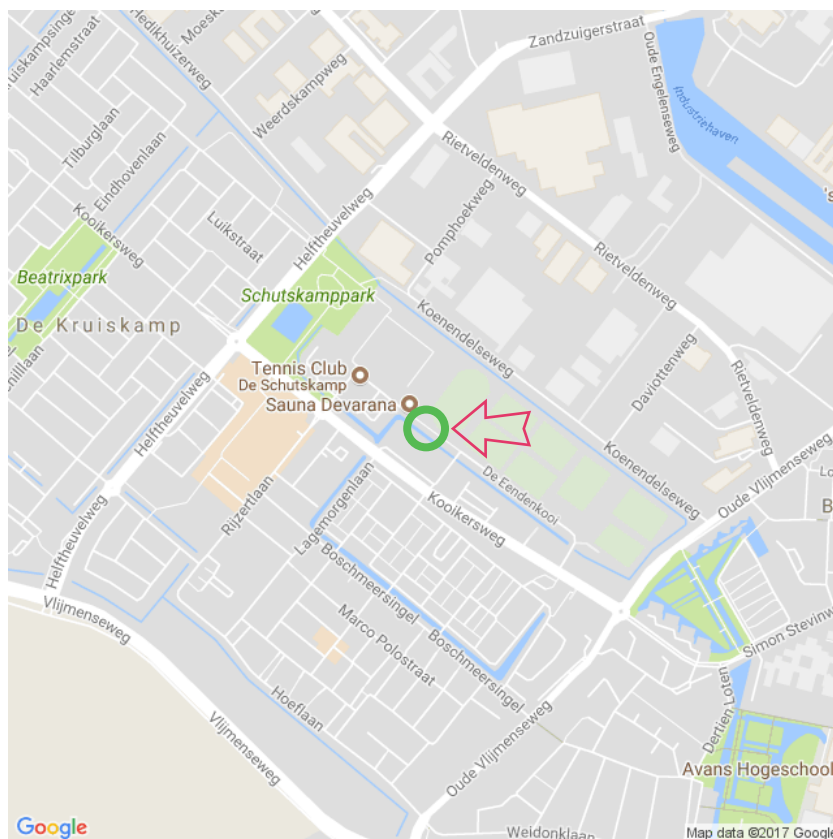 Zandzuigerstraat
Oude Engelenseweg
Industriehaven
Hedikhuizerweg
Haarlemstraat
Weerdskampweg
Tilburglaan
Eindhovenlaan
Rietveldenweg
Kooikersweg
Luikstraat
Helftheuvelweg
Pomphoekweg
Rietveldenweg
Beatrixpark
Schutskamppark
Koenendelseweg
De Kruiskamp
Tennis Club
De Schutskamp
Sauna Devarana
Daviottenweg
Rietveldenweg
Helftheuvelweg
Koenendelseweg
Oude Vlijmenseweg
De Eendenkooi
Kooikersweg
Rijzertlaan
Lagemorgenlaan
Helftheuvelweg
Vlijmenseweg
Boschmeersingel
Marco Polostraat
Boschmeersingel
Simon Stevinw
Dertien Loten
Hoeflaan
Vlijmenseweg
Oude Vlijmenseweg
Avans Hogeschool
Weidonklaan
Google
Map data ©2017 Google